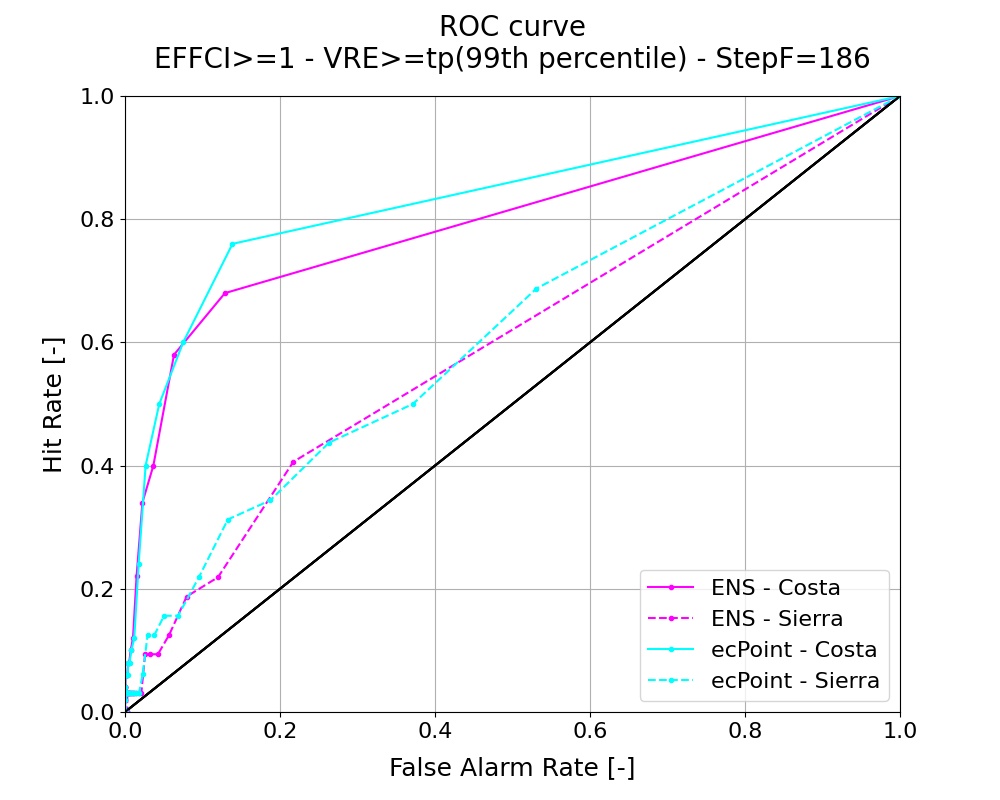 ROC curve
EFFCI>=1 - VRE>=tp(99th percentile) - StepF=186
1.0
0.8
0.6
0.4
0.2
0.0
Hit Rate [-]
0.0 0.2 0.4 0.6 0.8 1.0
False Alarm Rate [-]
ENS - Costa
ENS - Sierra
ecPoint - Costa
ecPoint - Sierra